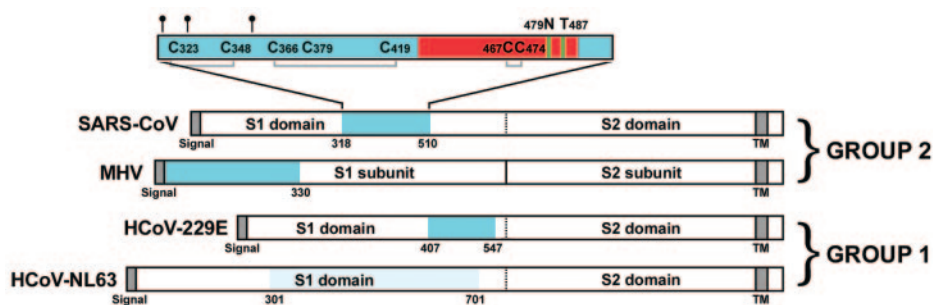 479N T487
C323 C348 C366 C379 C419 467CC474
SARS-CoV S1 domain S2 domain
Signal 318 510 TM
GROUP 2
MHV S1 subunit S2 subunit
Signal 330 TM
HCoV-229E S1 domain S2 domain
Signal 407 547 TM
GROUP 1
HCoV-NL63 S1 domain S2 domain
Signal 301 701 TM